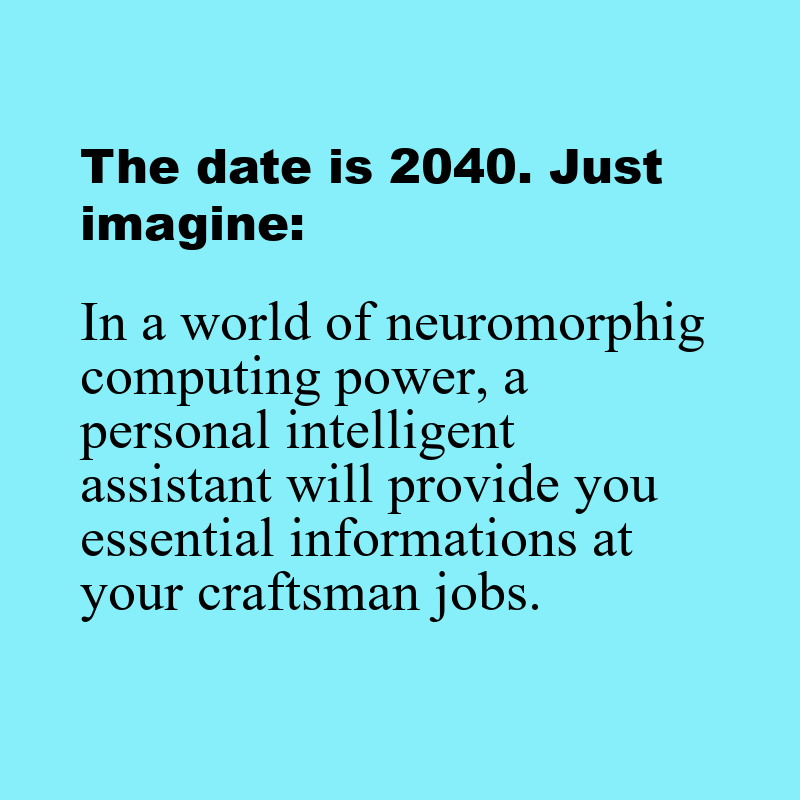 The date is 2040. Just
imagine:
In a world of neuromorphig
computing power, a
personal intelligent
assistant will provide you
essential informations at
your craftsman jobs.